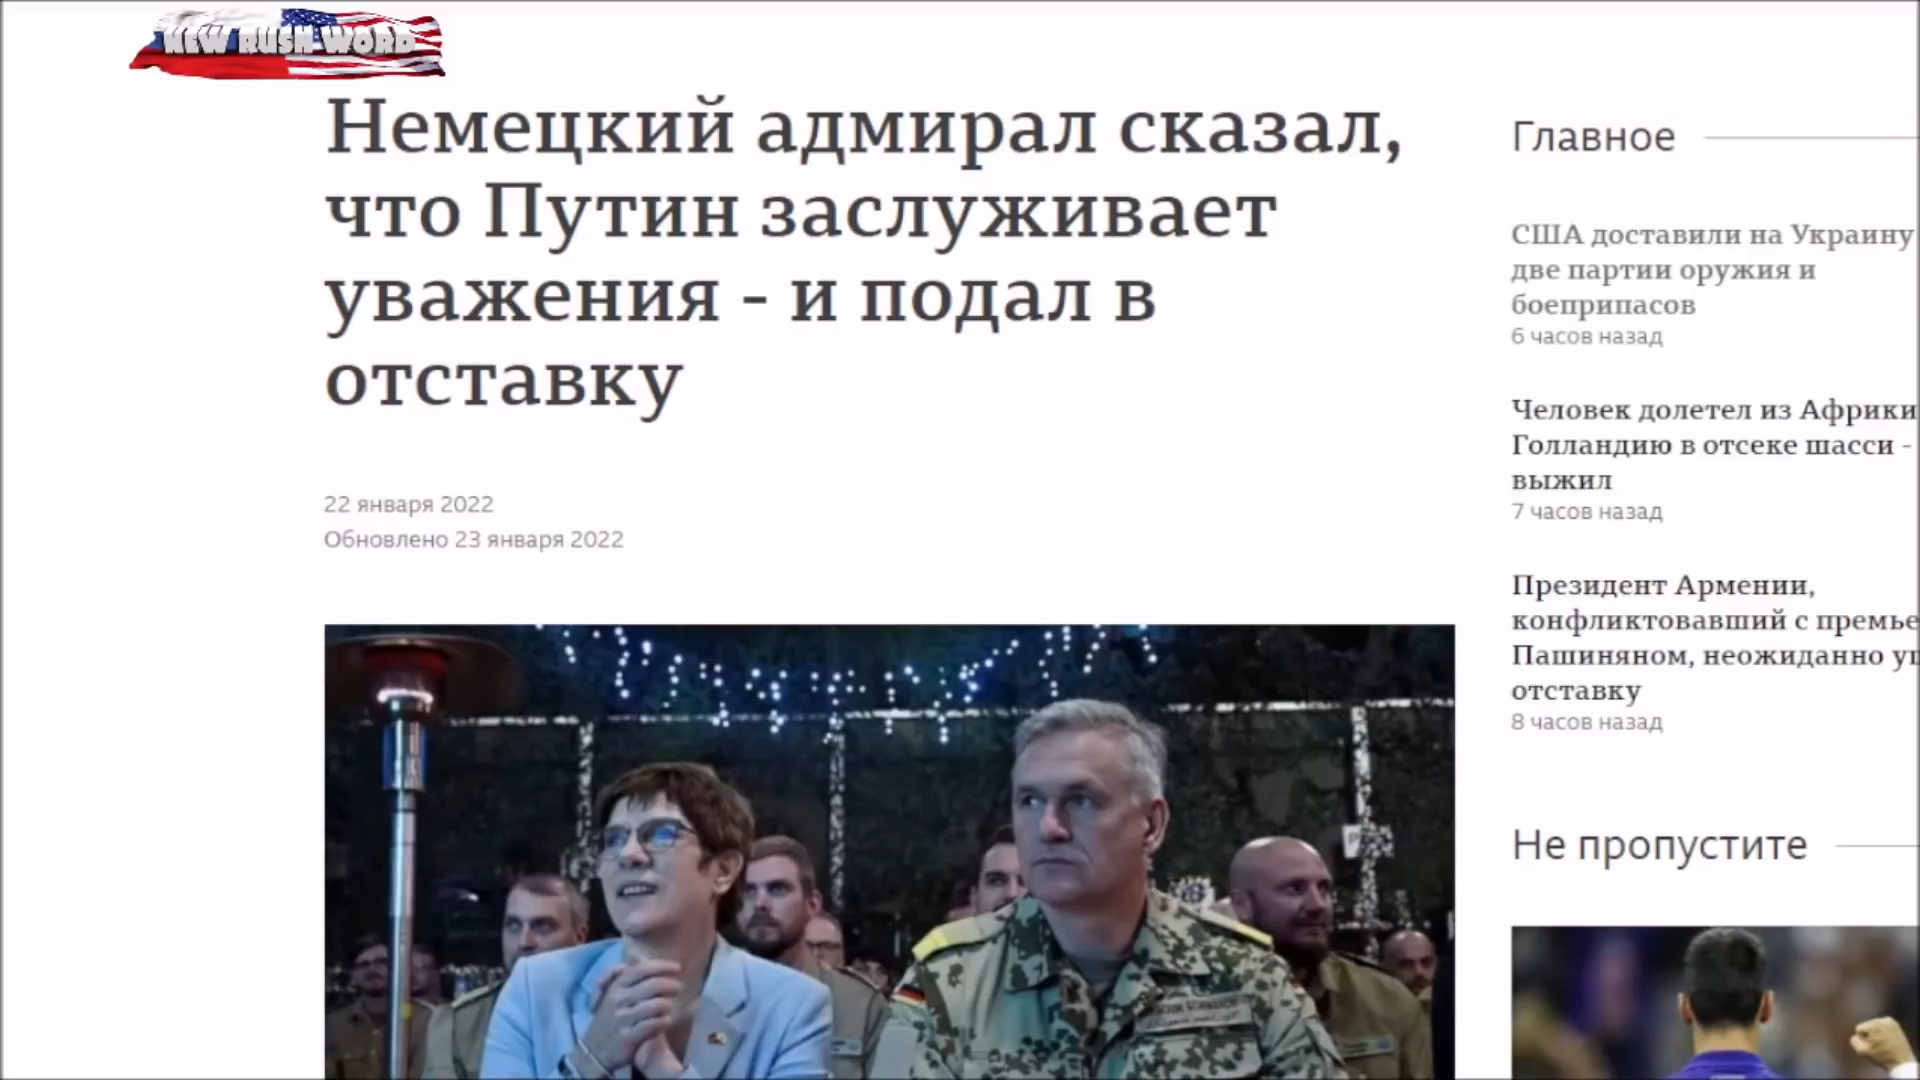 NEW RUSH WORD
Немецкий адмирал сказал,
что Путин заслуживает
уважения - и подал в
отставку
22 января 2022
Обновлено 23 января 2022
Главное
США доставили на Украину
две партии оружия и
боеприпасов
6 часов назад
Человек долетел из Африки
Голландию в отсеке шасси -
выжил
7 часов назад
Президент Армении,
конфликтовавший с премье
Пашиняном, неожиданно
отставку
8 часов назад
Не пропустите